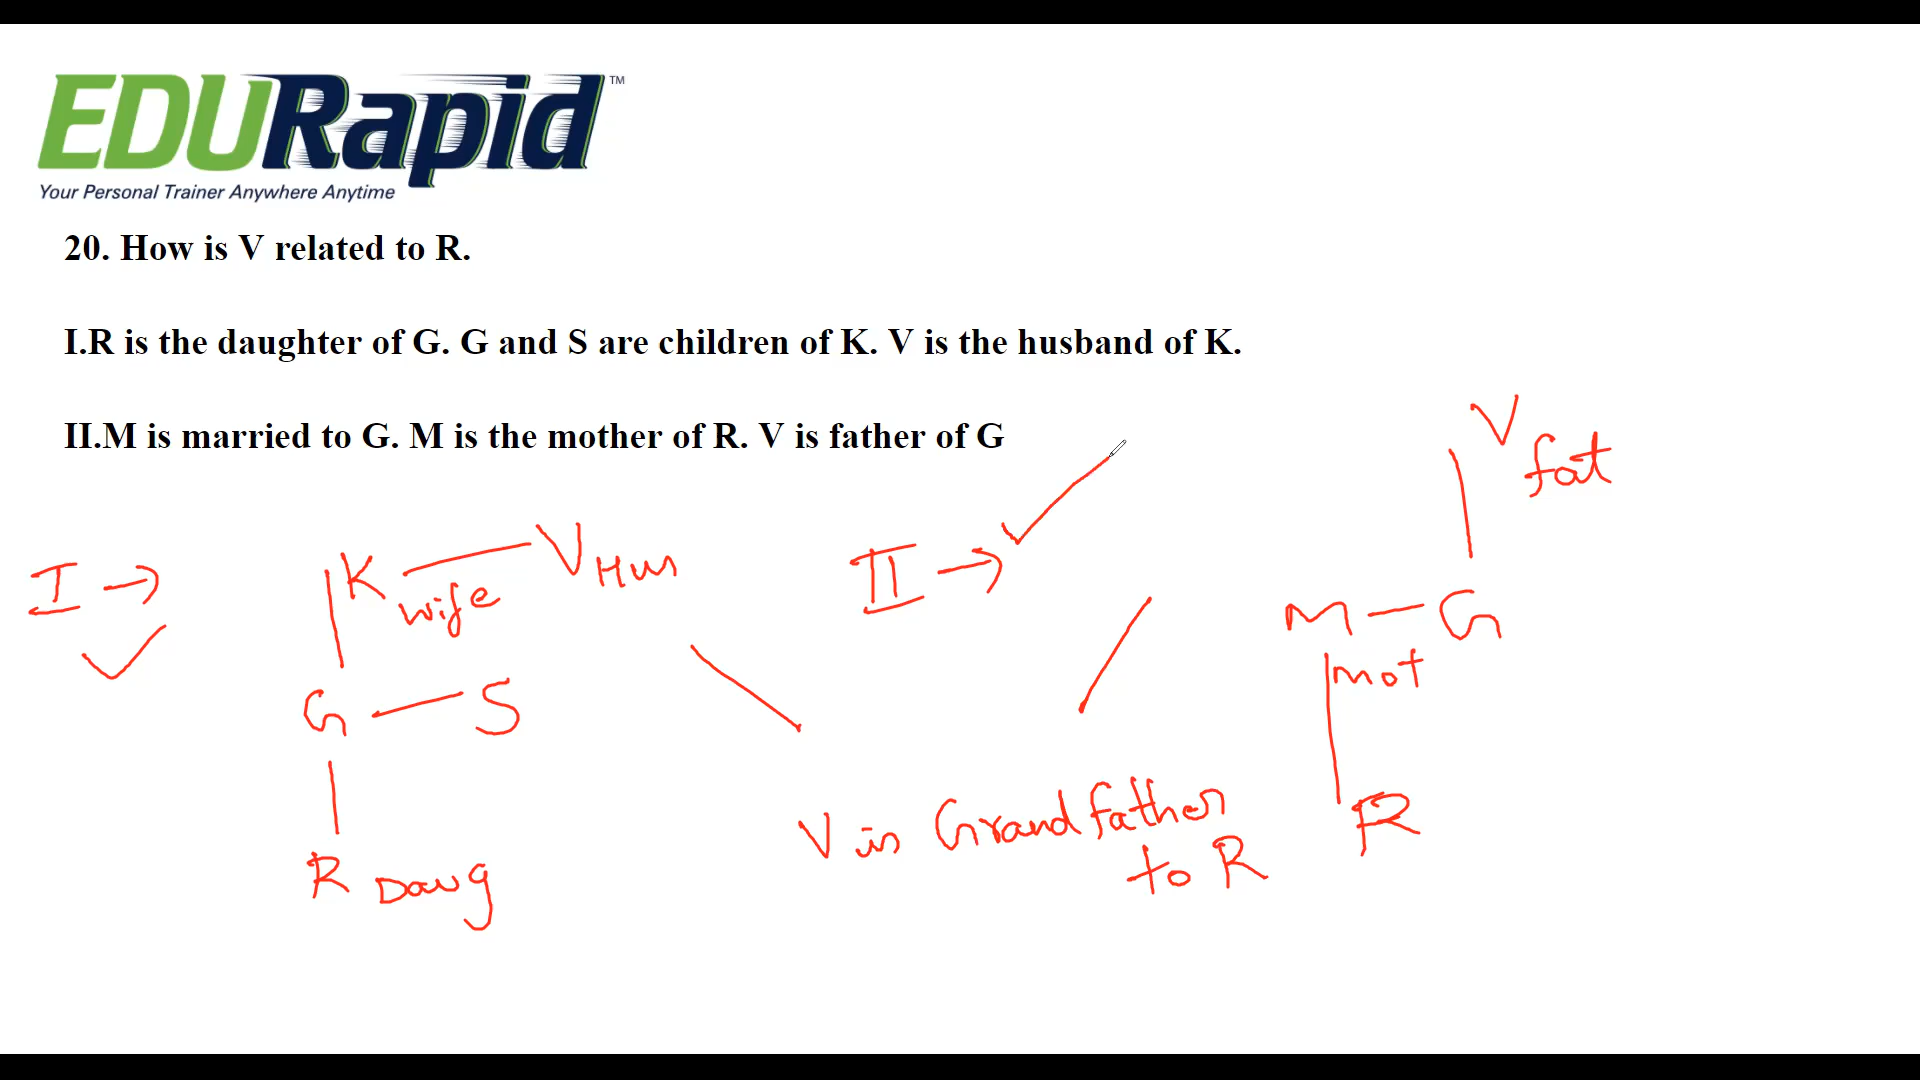 EDURapid™
Your Personal Trainer Anywhere Anytime
20. How is V related to R.
I.R is the daughter of G. G and S are children of K. V is the husband of K.
II.M is married to G. M is the mother of R. V is father of G
I →
K — V Hus
wife
G — S
R Daug
II →
V
fat
M — G
mot
R
V is Grandfather
to R